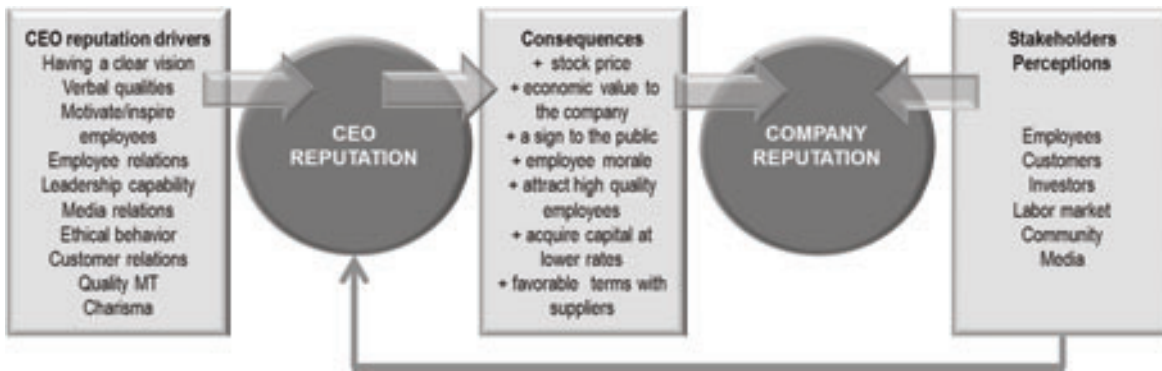 CEO reputation drivers
Having a clear vision
Verbal qualities
Motivate/inspire
employees
Employee relations
Leadership capability
Media relations
Ethical behavior
Customer relations
Quality MT
Charisma
CEO
REPUTATION
Consequences
+ stock price
+ economic value to
the company
+ a sign to the public
+ employee morale
+ attract high quality
employees
+ acquire capital at
lower rates
+ favorable terms with
suppliers
COMPANY
REPUTATION
Stakeholders
Perceptions
Employees
Customers
Investors
Labor market
Community
Media